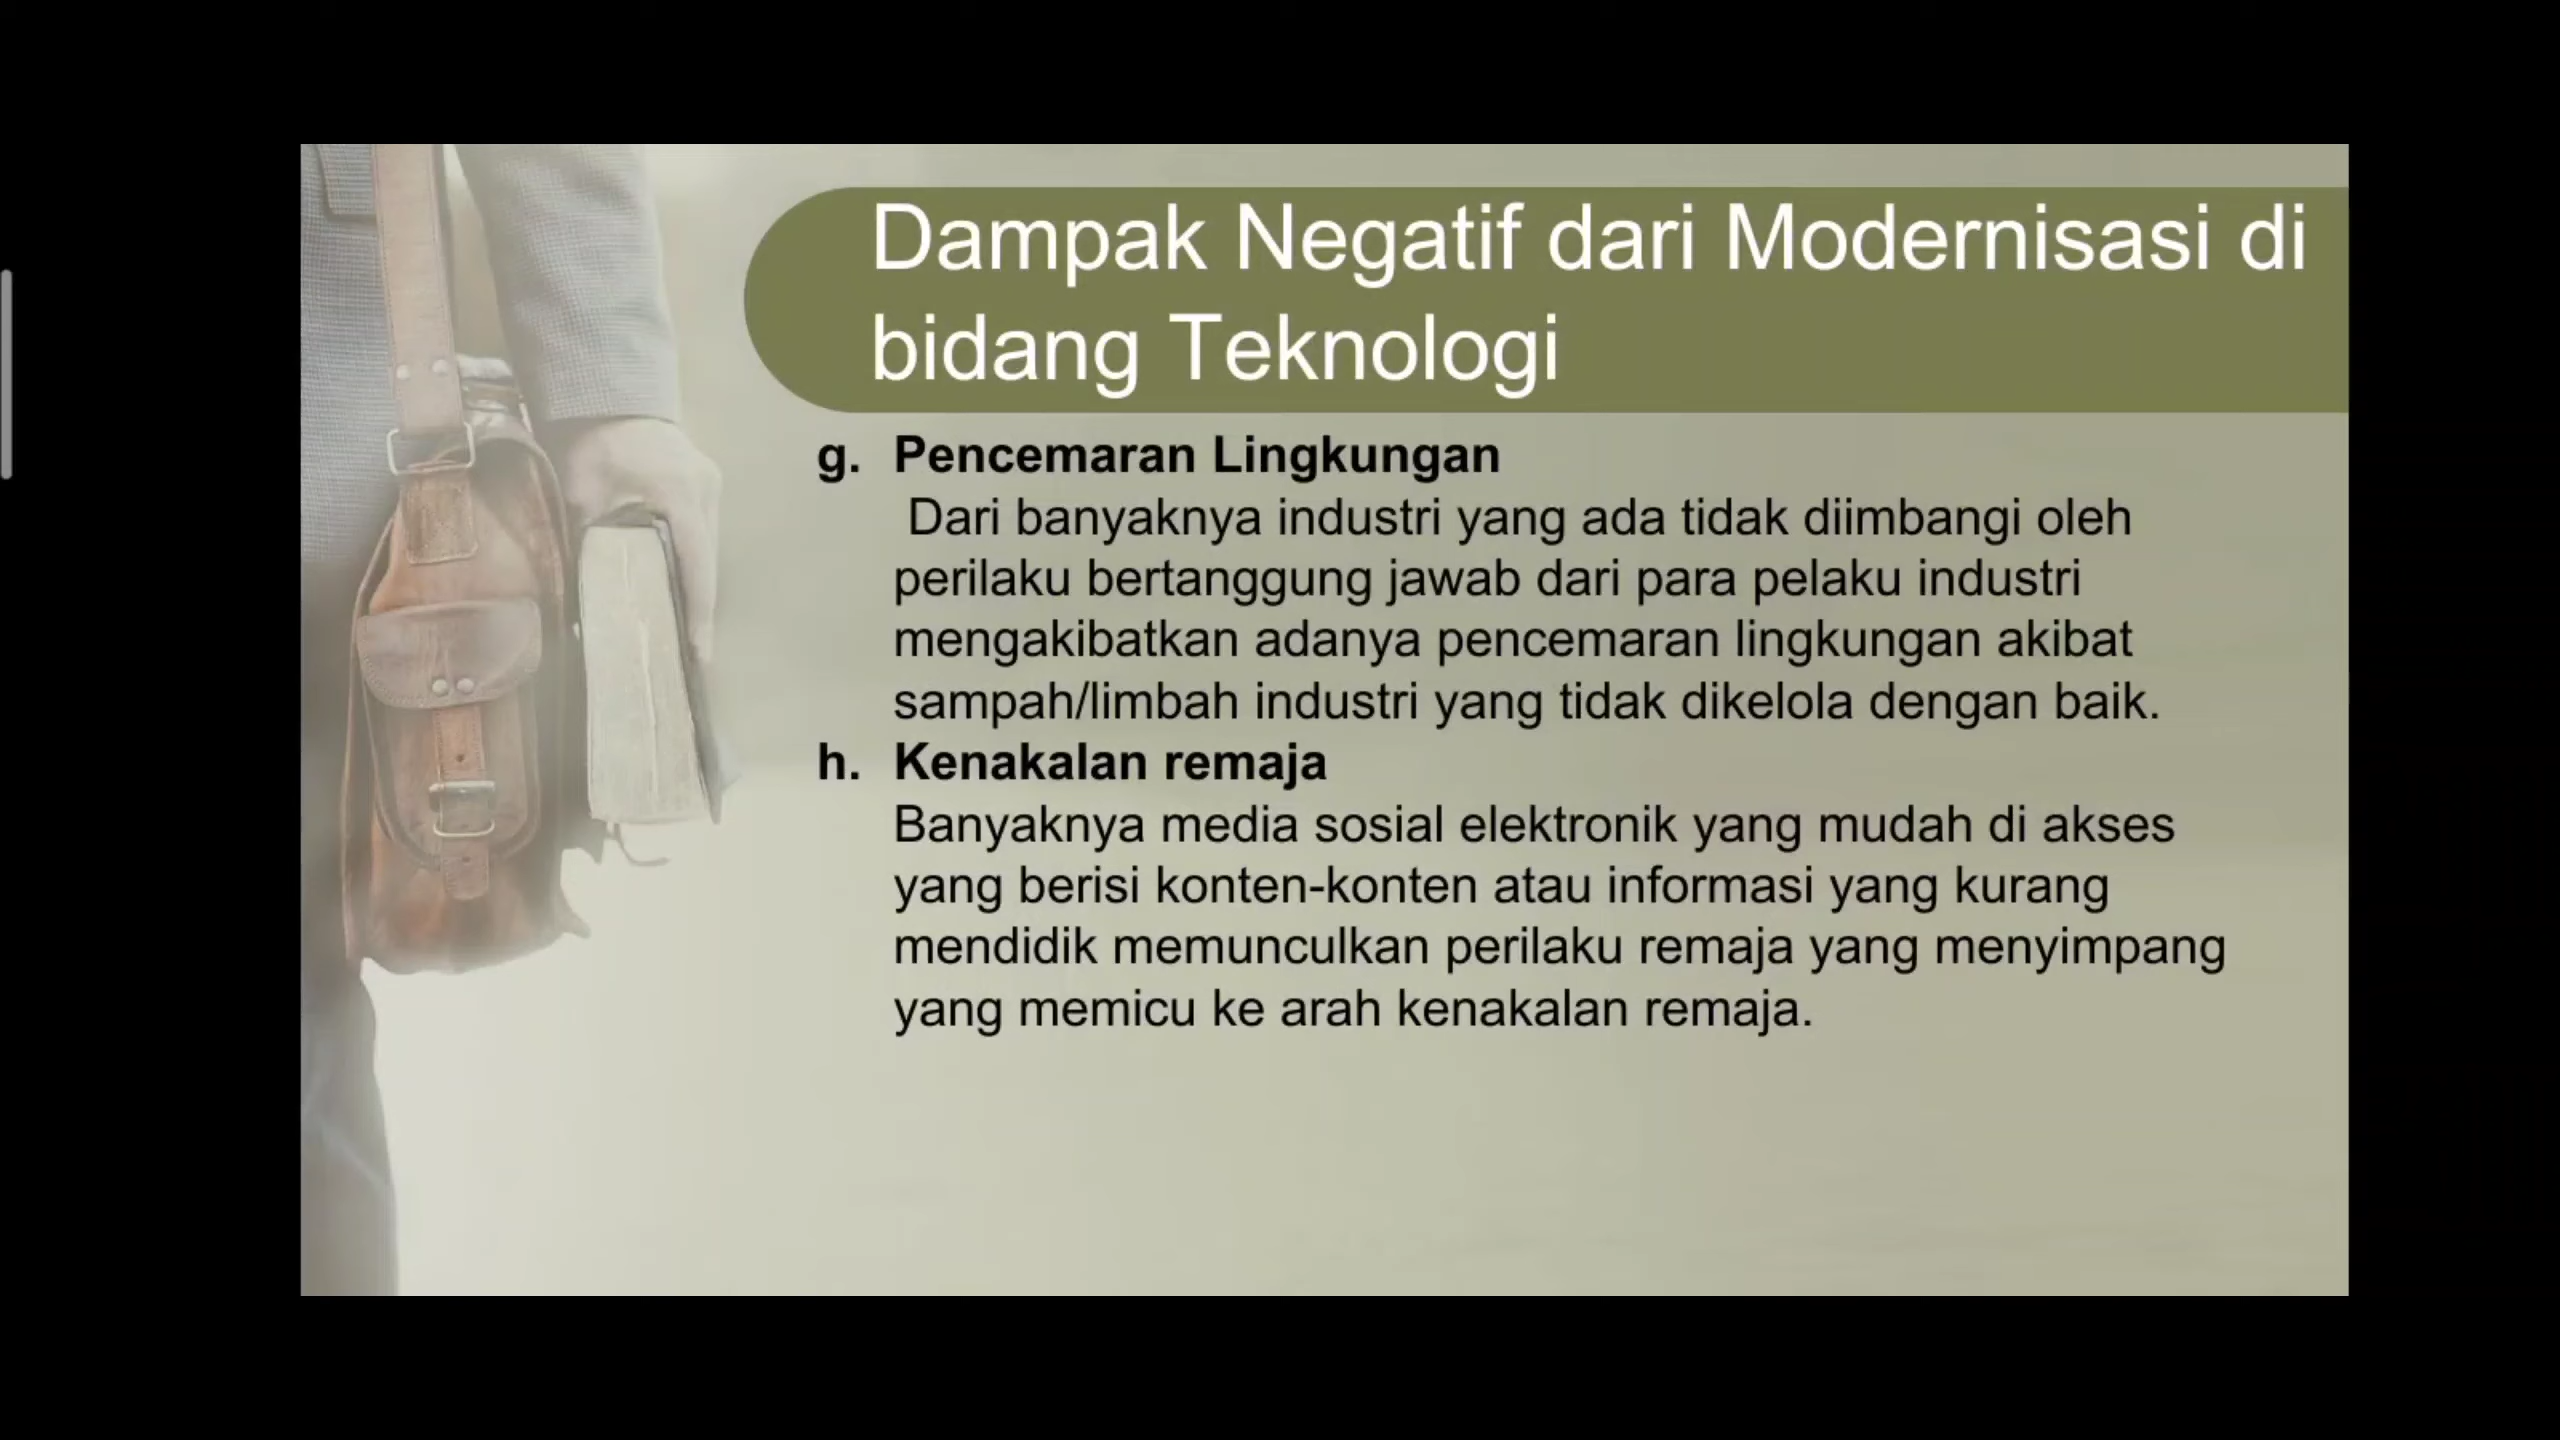 Dampak Negatif dari Modernisasi di
bidang Teknologi
g. Pencemaran Lingkungan
Dari banyaknya industri yang ada tidak diimbangi oleh
perilaku bertanggung jawab dari para pelaku industri
mengakibatkan adanya pencemaran lingkungan akibat
sampah/limbah industri yang tidak dikelola dengan baik.
h. Kenakalan remaja
Banyaknya media sosial elektronik yang mudah di akses
yang berisi konten-konten atau informasi yang kurang
mendidik memunculkan perilaku remaja yang menyimpang
yang memicu ke arah kenakalan remaja.